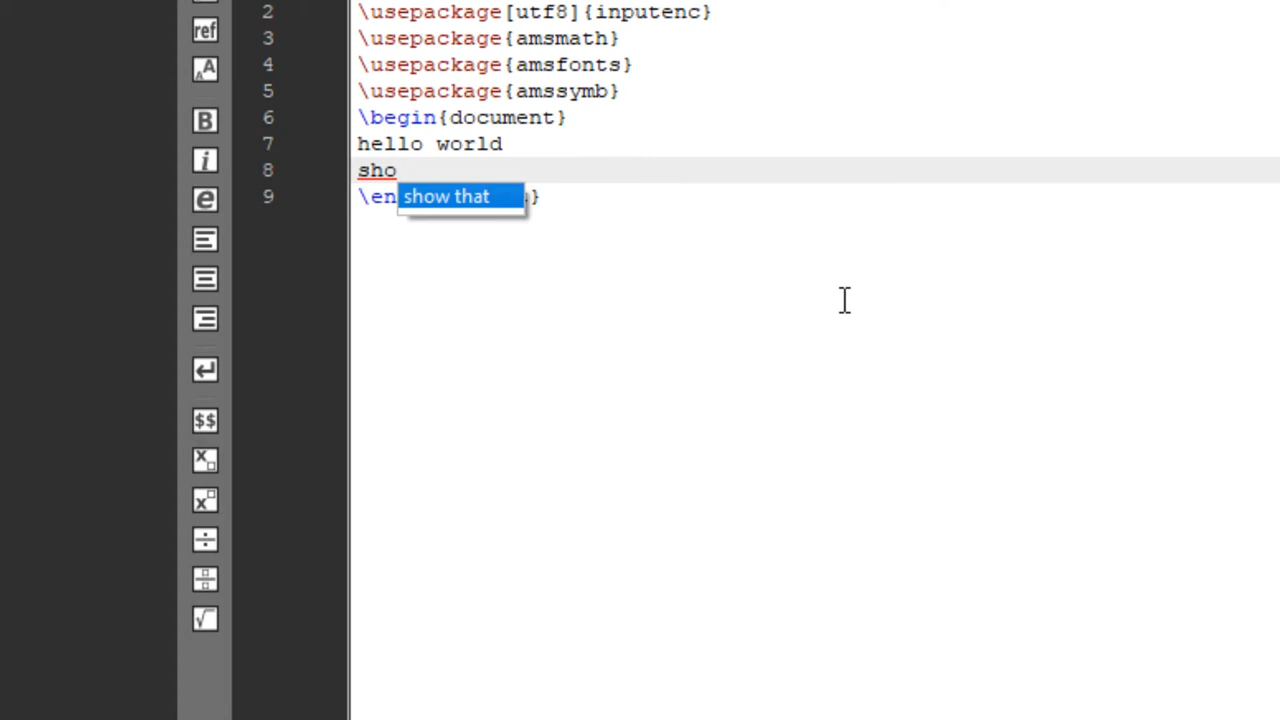 ref
AA
2 \usepackage[utf8]{inputenc}
3 \usepackage{amsmath}
4 \usepackage{amsfonts}
5 \usepackage{amssymb}
6 \begin{document}
7 hello world
8 sho
show that
9 \en }
B
i
e
$$
x
x